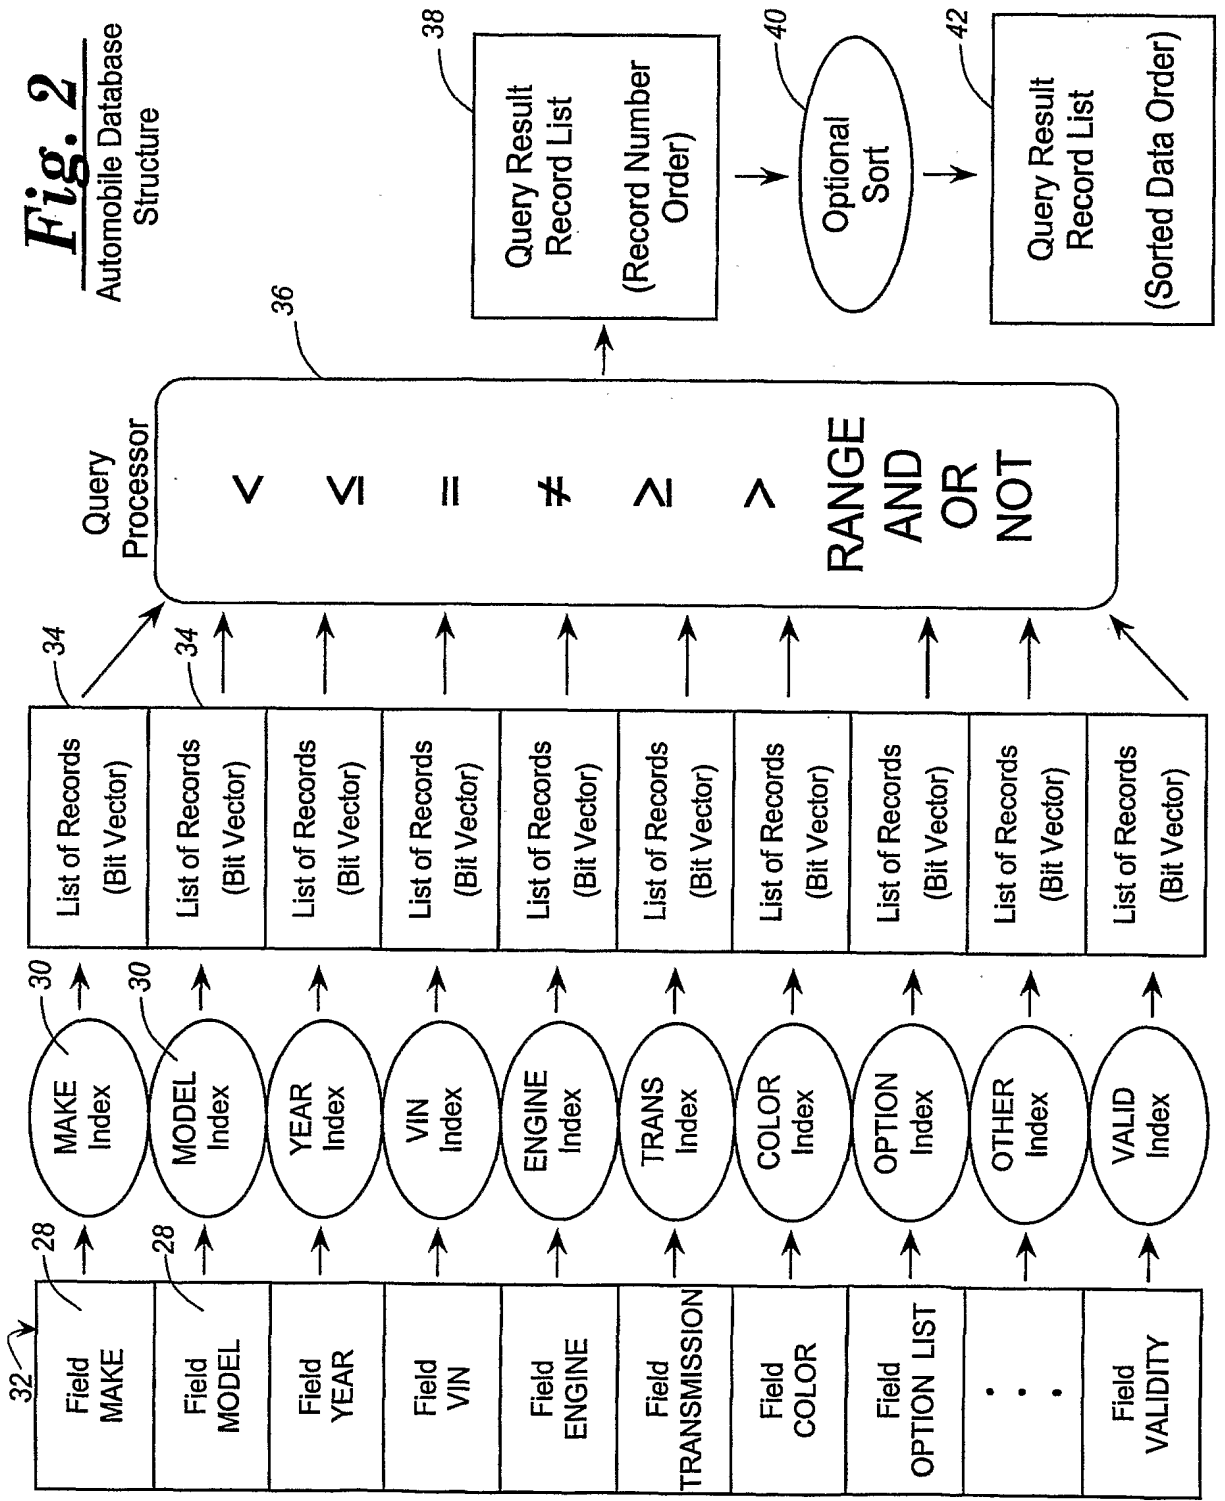 Fig. 2
Automobile Database
Structure
32
Field
MAKE
28
MAKE
Index
30
List of Records
(Bit Vector)
34
Field
MODEL
28
MODEL
Index
30
List of Records
(Bit Vector)
34
Field
YEAR
YEAR
Index
List of Records
(Bit Vector)
Field
VIN
VIN
Index
List of Records
(Bit Vector)
Field
ENGINE
ENGINE
Index
List of Records
(Bit Vector)
Field
TRANSMISSION
TRANS
Index
List of Records
(Bit Vector)
Field
COLOR
COLOR
Index
List of Records
(Bit Vector)
Field
OPTION LIST
OPTION
Index
List of Records
(Bit Vector)
. . .
OTHER
Index
List of Records
(Bit Vector)
Field
VALIDITY
VALID
Index
List of Records
(Bit Vector)
Query
Processor
36
<
≤
=
≠
≥
>
RANGE
AND
OR
NOT
38
Query Result
Record List
(Record Number
Order)
40
Optional
Sort
42
Query Result
Record List
(Sorted Data Order)